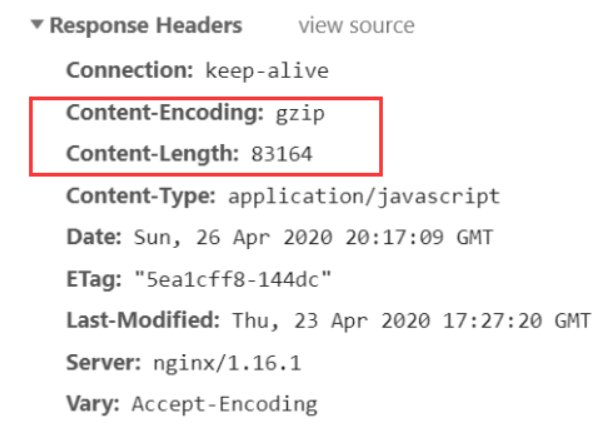 Response Headers view source
Connection: keep-alive
Content-Encoding: gzip
Content-Length: 83164
Content-Type: application/javascript
Date: Sun, 26 Apr 2020 20:17:09 GMT
ETag: "5ea1cff8-144dc"
Last-Modified: Thu, 23 Apr 2020 17:27:20 GMT
Server: nginx/1.16.1
Vary: Accept-Encoding